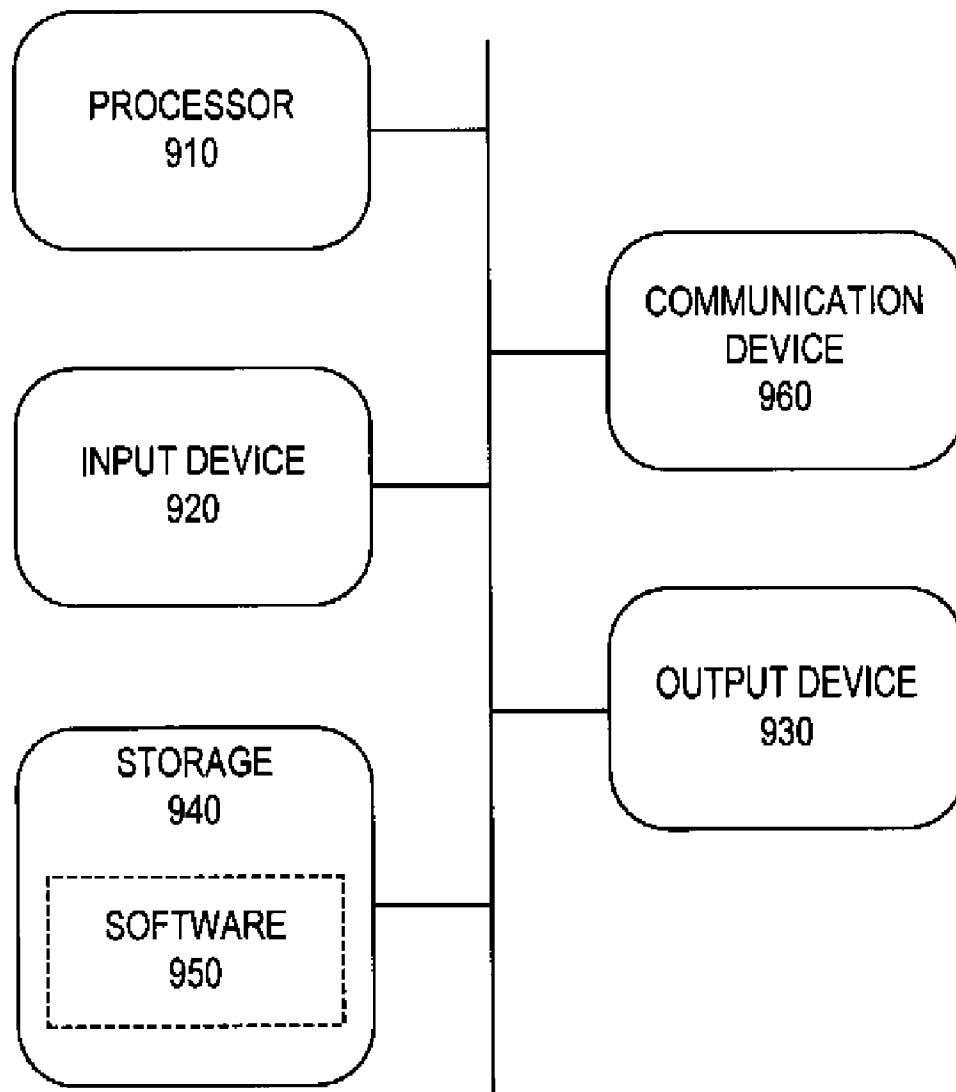 PROCESSOR
910
COMMUNICATION
DEVICE
960
INPUT DEVICE
920
OUTPUT DEVICE
930
STORAGE
940
SOFTWARE
950